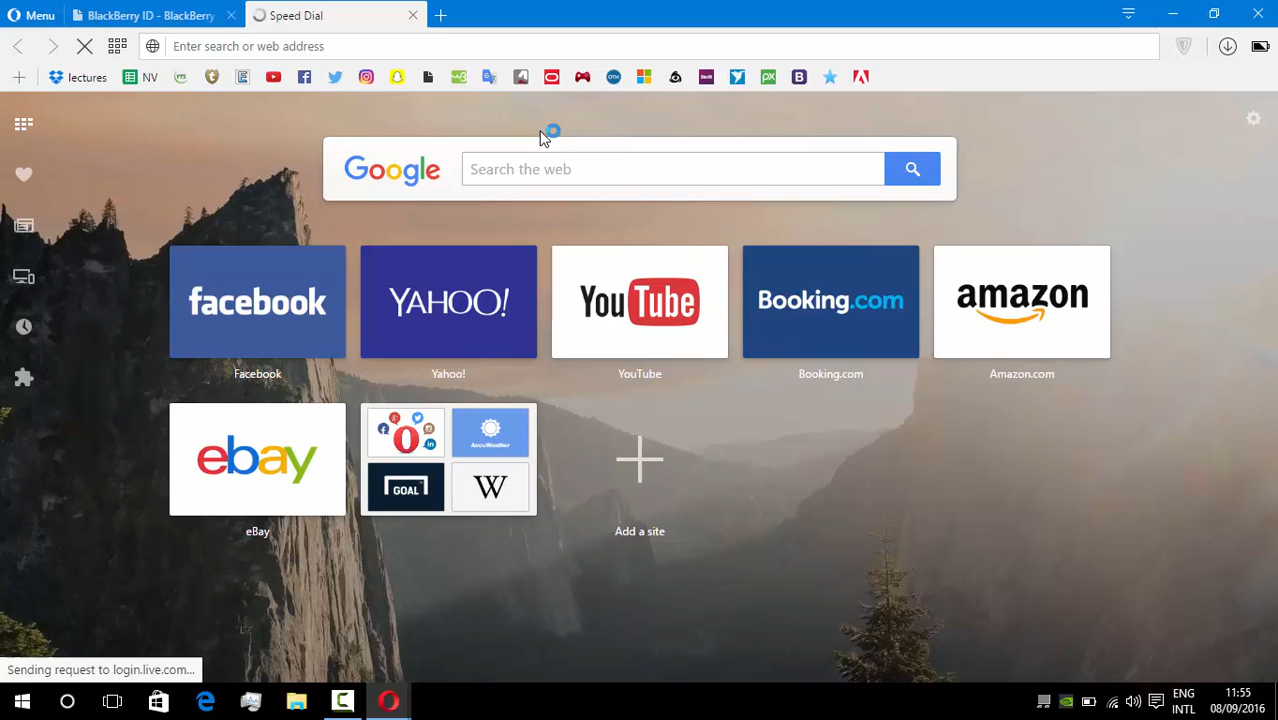 Menu
BlackBerry ID - BlackBerry
Speed Dial
Enter search or web address
lectures
NV
Google
Search the web
facebook
YAHOO!
YouTube
Booking.com
amazon
Facebook
Yahoo!
YouTube
Booking.com
Amazon.com
ebay
AccuWeather
GOAL
W
eBay
Add a site
Sending request to login.live.com...
ENG
INTL
11:55
08/09/2016